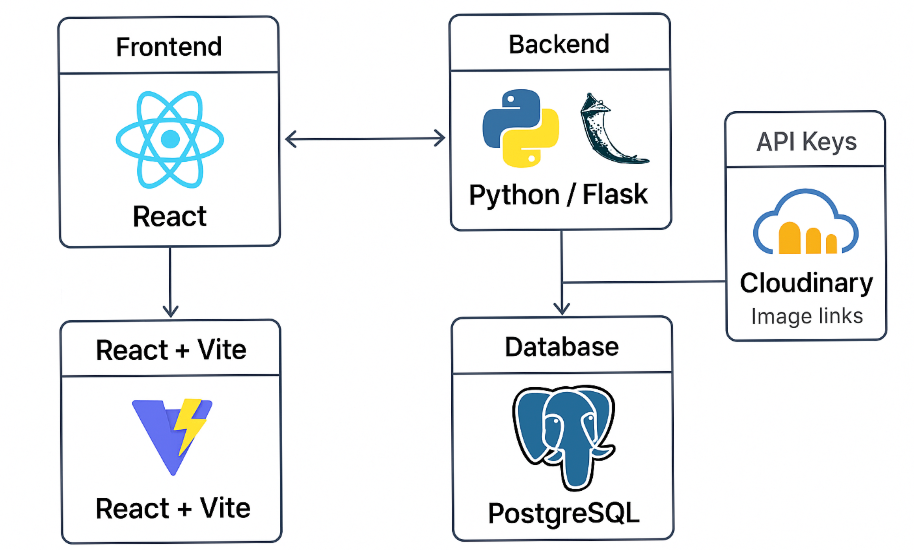 Frontend
React
Backend
Python / Flask
API Keys
Cloudinary
Image links
React + Vite
React + Vite
Database
PostgreSQL